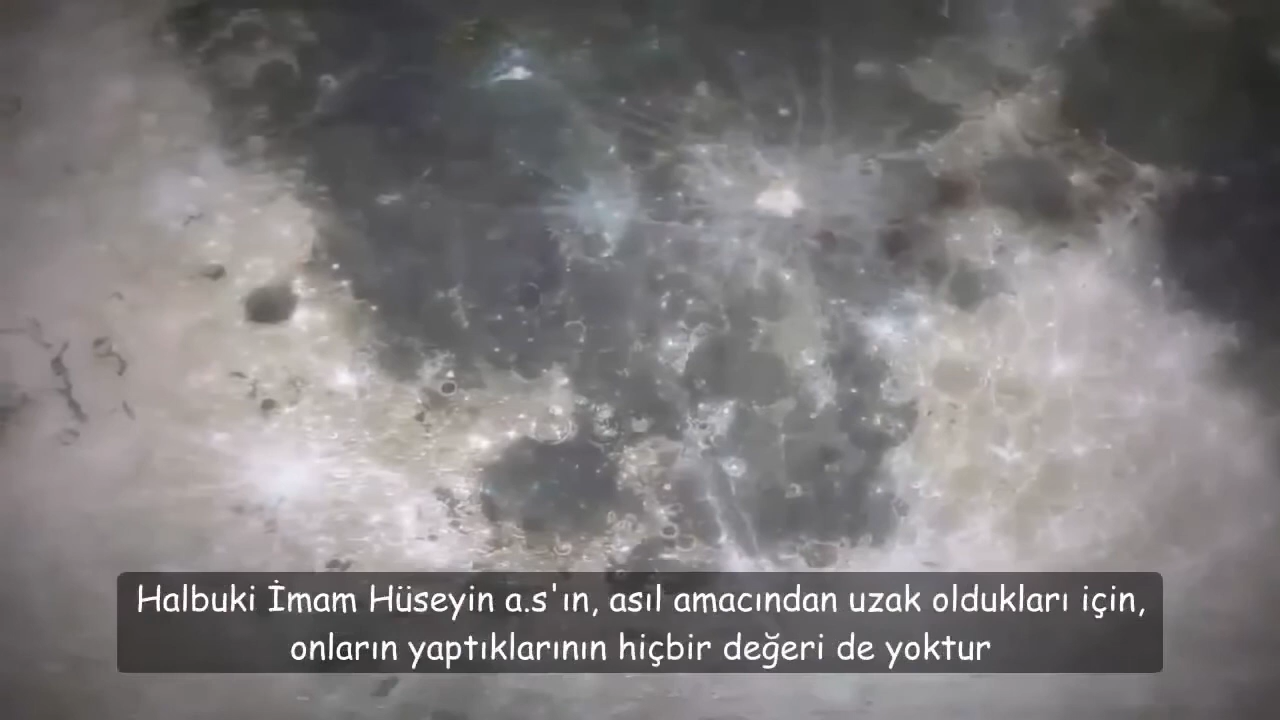 Halbuki İmam Hüseyin a.s'ın, asıl amacından uzak oldukları için,
onların yaptıklarının hiçbir değeri de yoktur